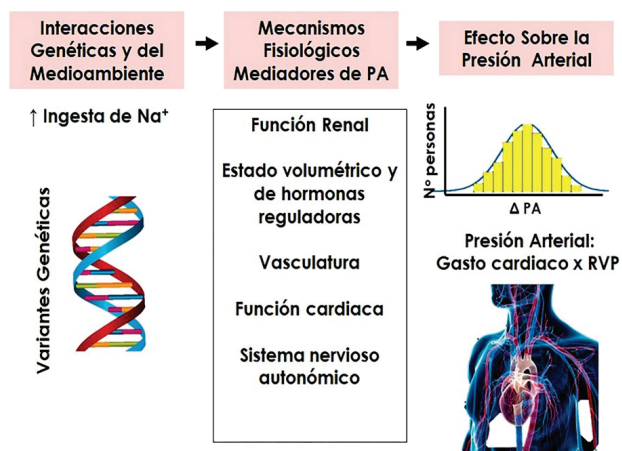 Interacciones
Genéticas y del
Medioambiente
Mecanismos
Fisiológicos
Mediadores de PA
Efecto Sobre la
Presión Arterial
↑ Ingesta de Na⁺
Variantes Genéticas
Función Renal
Estado volumétrico y
de hormonas
reguladoras
Vasculatura
Función cardiaca
Sistema nervioso
autonómico
Nº personas
Δ PA
Presión Arterial:
Gasto cardiaco x RVP